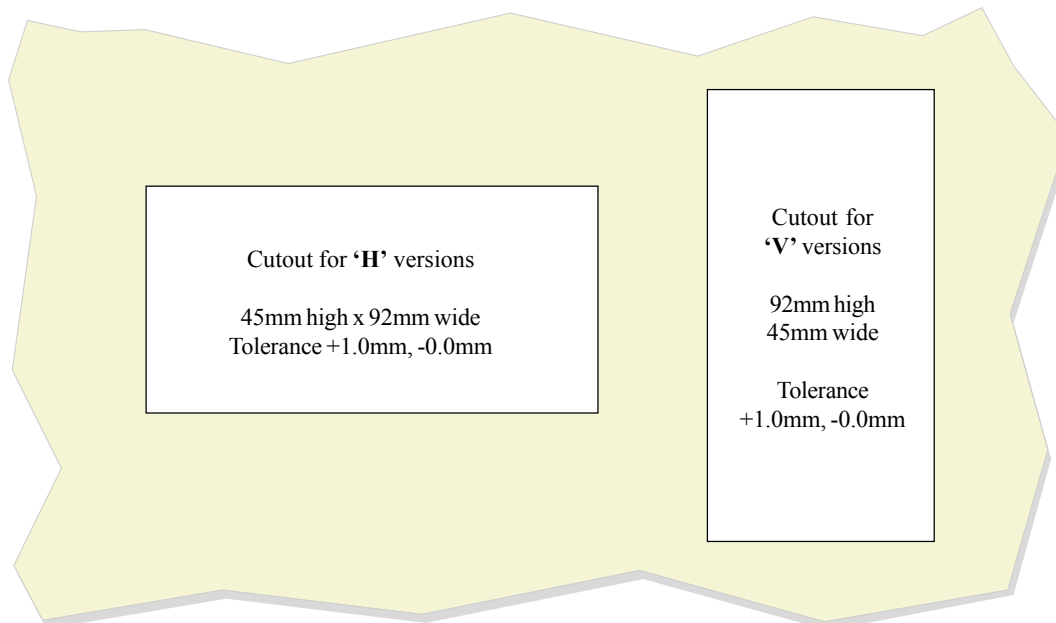 Cutout for ‘H’ versions
45mm high x 92mm wide
Tolerance +1.0mm, -0.0mm
Cutout for
‘V’ versions
92mm high
45mm wide
Tolerance
+1.0mm, -0.0mm